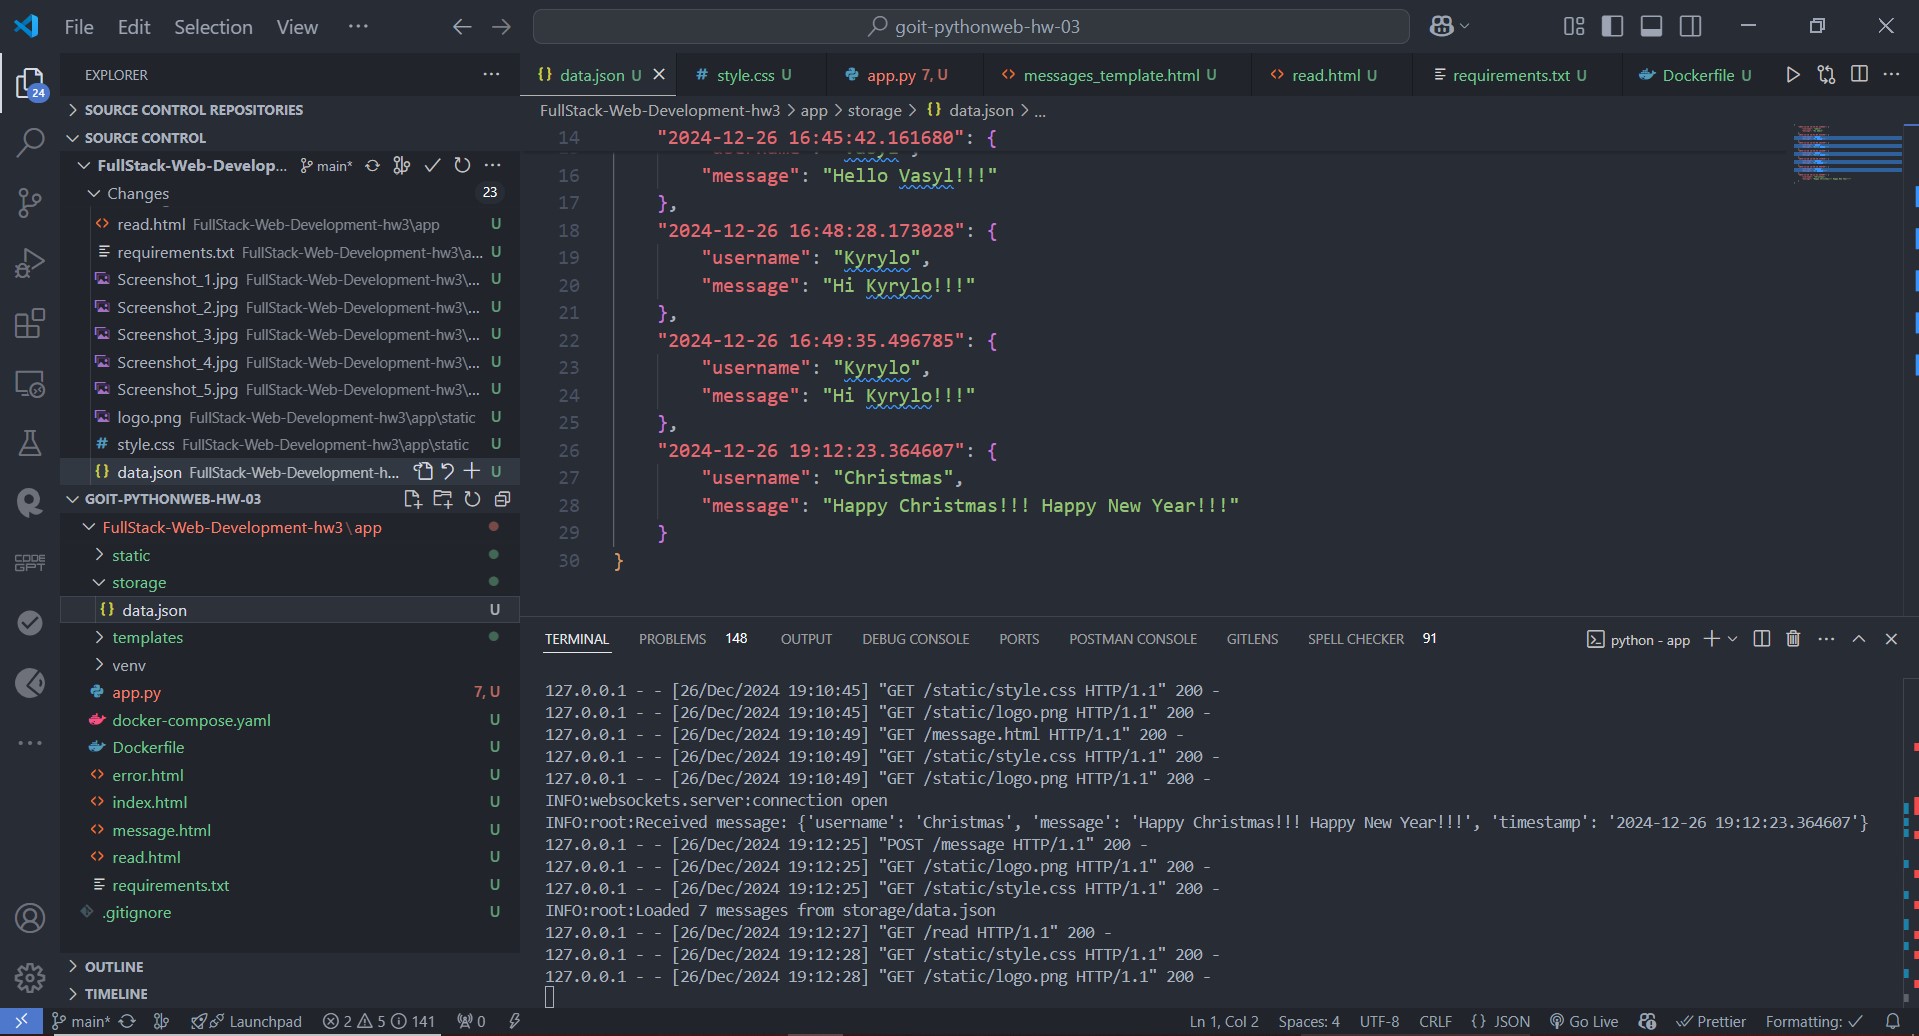 File Edit Selection View ··· goit-pythonweb-hw-03
EXPLORER ···
24
SOURCE CONTROL REPOSITORIES
SOURCE CONTROL
FullStack-Web-Develop... main* ···
Changes 23
read.html FullStack-Web-Development-hw3\app U
requirements.txt FullStack-Web-Development-hw3\a... U
Screenshot_1.jpg FullStack-Web-Development-hw3\... U
Screenshot_2.jpg FullStack-Web-Development-hw3\... U
Screenshot_3.jpg FullStack-Web-Development-hw3\... U
Screenshot_4.jpg FullStack-Web-Development-hw3\... U
Screenshot_5.jpg FullStack-Web-Development-hw3\... U
logo.png FullStack-Web-Development-hw3\app\static U
style.css FullStack-Web-Development-hw3\app\static U
data.json FullStack-Web-Development-h... U
GOIT-PYTHONWEB-HW-03
FullStack-Web-Development-hw3\app
static
storage
data.json U
templates
venv
app.py 7, U
docker-compose.yaml U
Dockerfile U
error.html U
index.html U
message.html U
read.html U
requirements.txt U
.gitignore U
OUTLINE
TIMELINE
CODE
GPT
data.json U style.css U app.py 7, U messages_template.html U read.html U requirements.txt U Dockerfile U ···
FullStack-Web-Development-hw3 > app > storage > {} data.json > ...
14 "2024-12-26 16:45:42.161680": {
16 "message": "Hello Vasyl!!!"
17 },
18 "2024-12-26 16:48:28.173028": {
19 "username": "Kyrylo",
20 "message": "Hi Kyrylo!!!"
21 },
22 "2024-12-26 16:49:35.496785": {
23 "username": "Kyrylo",
24 "message": "Hi Kyrylo!!!"
25 },
26 "2024-12-26 19:12:23.364607": {
27 "username": "Christmas",
28 "message": "Happy Christmas!!! Happy New Year!!!"
29 }
30 }
TERMINAL PROBLEMS 148 OUTPUT DEBUG CONSOLE PORTS POSTMAN CONSOLE GITLENS SPELL CHECKER 91 python - app ···
127.0.0.1 - - [26/Dec/2024 19:10:45] "GET /static/style.css HTTP/1.1" 200 -
127.0.0.1 - - [26/Dec/2024 19:10:45] "GET /static/logo.png HTTP/1.1" 200 -
127.0.0.1 - - [26/Dec/2024 19:10:49] "GET /message.html HTTP/1.1" 200 -
127.0.0.1 - - [26/Dec/2024 19:10:49] "GET /static/style.css HTTP/1.1" 200 -
127.0.0.1 - - [26/Dec/2024 19:10:49] "GET /static/logo.png HTTP/1.1" 200 -
INFO:websockets.server:connection open
INFO:root:Received message: {'username': 'Christmas', 'message': 'Happy Christmas!!! Happy New Year!!!', 'timestamp': '2024-12-26 19:12:23.364607'}
127.0.0.1 - - [26/Dec/2024 19:12:25] "POST /message HTTP/1.1" 200 -
127.0.0.1 - - [26/Dec/2024 19:12:25] "GET /static/logo.png HTTP/1.1" 200 -
127.0.0.1 - - [26/Dec/2024 19:12:25] "GET /static/style.css HTTP/1.1" 200 -
INFO:root:Loaded 7 messages from storage/data.json
127.0.0.1 - - [26/Dec/2024 19:12:27] "GET /read HTTP/1.1" 200 -
127.0.0.1 - - [26/Dec/2024 19:12:28] "GET /static/style.css HTTP/1.1" 200 -
127.0.0.1 - - [26/Dec/2024 19:12:28] "GET /static/logo.png HTTP/1.1" 200 -
main* Launchpad 2 5 141 0 Ln 1, Col 2 Spaces: 4 UTF-8 CRLF {} JSON Go Live Prettier Formatting: ✓